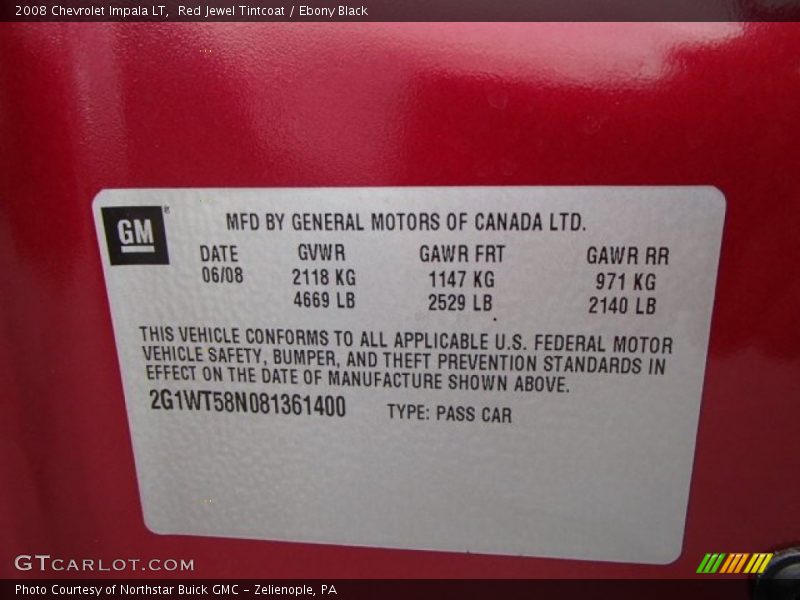 2008 Chevrolet Impala LT, Red Jewel Tintcoat / Ebony Black
GM®
MFD BY GENERAL MOTORS OF CANADA LTD.
DATE GVWR GAWR FRT GAWR RR
06/08 2118 KG 1147 KG 971 KG
4669 LB 2529 LB 2140 LB
THIS VEHICLE CONFORMS TO ALL APPLICABLE U.S. FEDERAL MOTOR
VEHICLE SAFETY, BUMPER, AND THEFT PREVENTION STANDARDS IN
EFFECT ON THE DATE OF MANUFACTURE SHOWN ABOVE.
2G1WT58N081361400 TYPE: PASS CAR
GTCARLOT.COM
Photo Courtesy of Northstar Buick GMC - Zelienople, PA